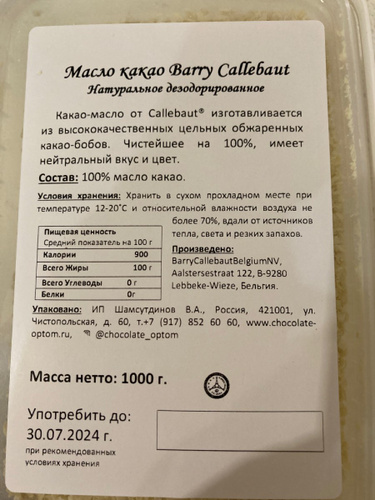 Масло какао Barry Callebaut
Натуральное дезодорированное
Какао-масло от Callebaut® изготавливается
из высококачественных цельных обжаренных
какао-бобов. Чистейшее на 100%, имеет
нейтральный вкус и цвет.
Состав: 100% масло какао.
Условия хранения: Хранить в сухом прохладном месте при
температуре 12-20˚С и относительной влажности воздуха не
более 70%, вдали от источников
тепла, света и резких запахов.
Пищевая ценность
Средний показатель на 100 г
Калории 900
Всего Жиры 100 г
Всего Углеводы 0 г
Белки 0г
Произведено:
BarryCallebautBelgiumNV,
Aalstersestraat 122, B-9280
Lebbeke-Wieze, Бельгия.
Упаковано: ИП Шамсутдинов В.А., Россия, 421001, ул.
Чистопольская, д. 60, т.+7 (917) 852 60 60, www.chocolate-
optom.ru, @chocolate_optom
Масса нетто: 1000 г.
Употребить до:
30.07.2024 г.
при рекомендованных
условиях хранения